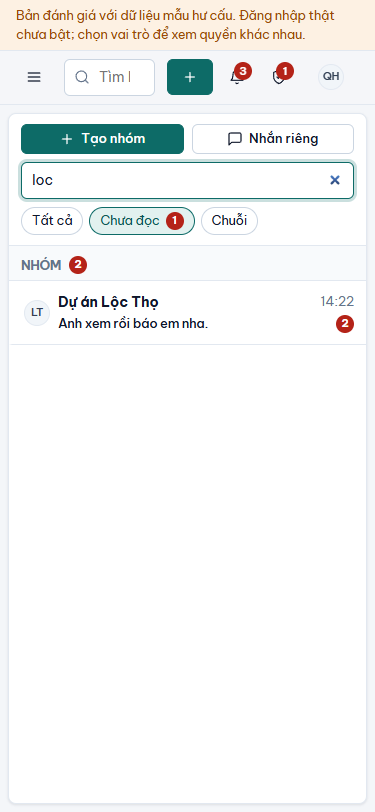 Bản đánh giá với dữ liệu mẫu hư cấu. Đăng nhập thật
chưa bật; chọn vai trò để xem quyền khác nhau.
Tìm
3
1
QH
Tạo nhóm
Nhắn riêng
loc
Tất cả
Chưa đọc 1
Chuỗi
NHÓM 2
LT
Dự án Lộc Thọ
14:22
Anh xem rồi báo em nha.
2